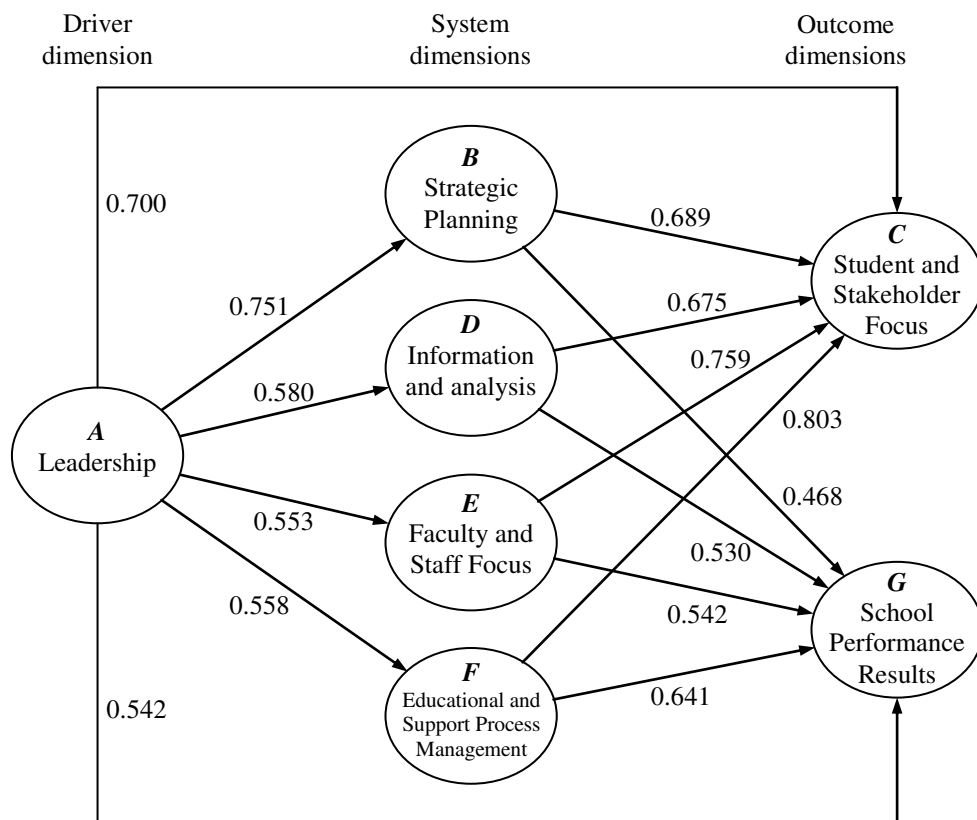 Driver
dimension
System
dimensions
Outcome
dimensions
0.700
B
Strategic
Planning
0.689
C
Student and
Stakeholder
Focus
0.751
0.675
D
Information
and analysis
0.759
0.580
0.803
A
Leadership
0.468
E
Faculty and
Staff Focus
0.553
0.530
G
School
Performance
Results
0.542
0.558
F
Educational and
Support Process
Management
0.641
0.542